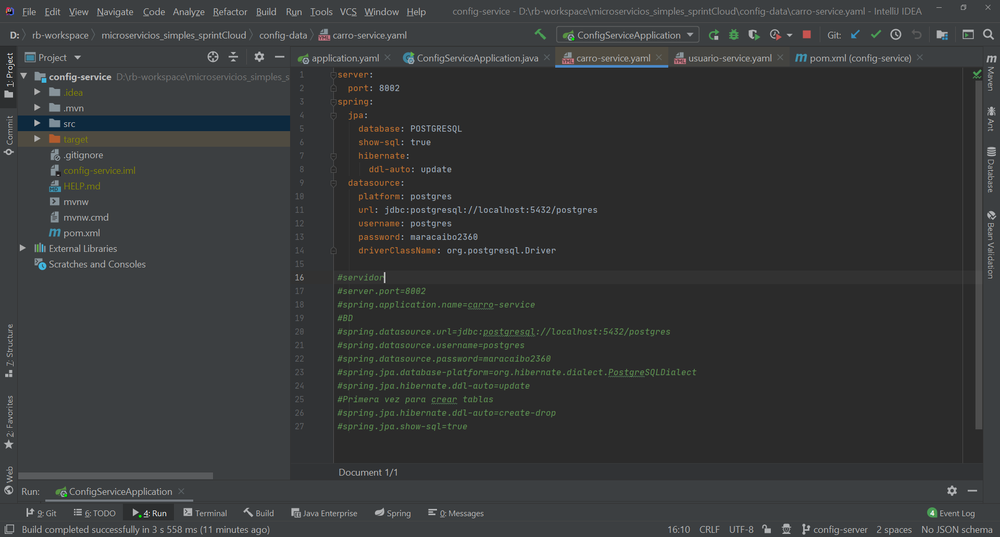 File Edit View Navigate Code Analyze Refactor Build Run Tools VCS Window Help config-service - D:\rb-workspace\microservicios_simples_sprintCloud\config-data\carro-service.yaml - IntelliJ IDEA
D: rb-workspace microservicios_simples_sprintCloud config-data carro-service.yaml ConfigServiceApplication Git:
Project application.yaml ConfigServiceApplication.java carro-service.yaml usuario-service.yaml pom.xml (config-service)
config-service D:\rb-workspace\microservicios_simples_s
.idea
.mvn
src
target
.gitignore
config-service.iml
HELP.md
mvnw
mvnw.cmd
pom.xml
External Libraries
Scratches and Consoles
1: Project
Commit
7: Structure
2: Favorites
Web
1 server:
2 port: 8002
3 spring:
4 jpa:
5 database: POSTGRESQL
6 show-sql: true
7 hibernate:
8 ddl-auto: update
9 datasource:
10 platform: postgres
11 url: jdbc:postgresql://localhost:5432/postgres
12 username: postgres
13 password: maracaibo2360
14 driverClassName: org.postgresql.Driver
15
16 #servidor
17 #server.port=8002
18 #spring.application.name=carro-service
19 #BD
20 #spring.datasource.url=jdbc:postgresql://localhost:5432/postgres
21 #spring.datasource.username=postgres
22 #spring.datasource.password=maracaibo2360
23 #spring.jpa.database-platform=org.hibernate.dialect.PostgreSQLDialect
24 #spring.jpa.hibernate.ddl-auto=update
25 #Primera vez para crear tablas
26 #spring.jpa.hibernate.ddl-auto=create-drop
27 #spring.jpa.show-sql=true
Document 1/1
Maven
Ant
Database
Bean Validation
Run: ConfigServiceApplication
9: Git 6: TODO 4: Run Terminal Build Java Enterprise Spring 0: Messages 4 Event Log
Build completed successfully in 3 s 558 ms (11 minutes ago) 16:10 CRLF UTF-8 config-server 2 spaces No JSON schema